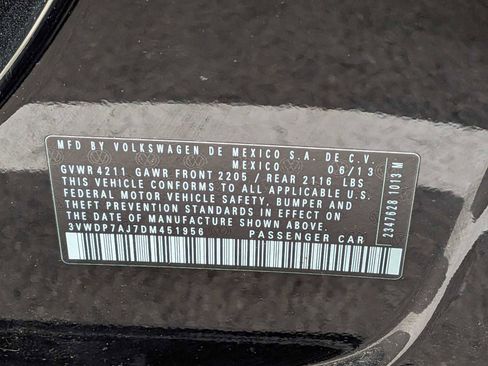 MFD BY VOLKSWAGEN DE MEXICO S.A. DE C.V.
DE MEXICO 06/13
GVWR 4211 GAWR FRONT 2205 / REAR 2116 LBS
THIS VEHICLE CONFORMS TO ALL APPLICABLE U.S.
FEDERAL MOTOR VEHICLE SAFETY, BUMPER AND
THEFT PREVENTION STANDARDS IN EFFECT ON
THE DATE OF MANUFACTURE SHOWN ABOVE.
3VWDP7AJ7DM451956 PASSENGER CAR
2347628 1013 M